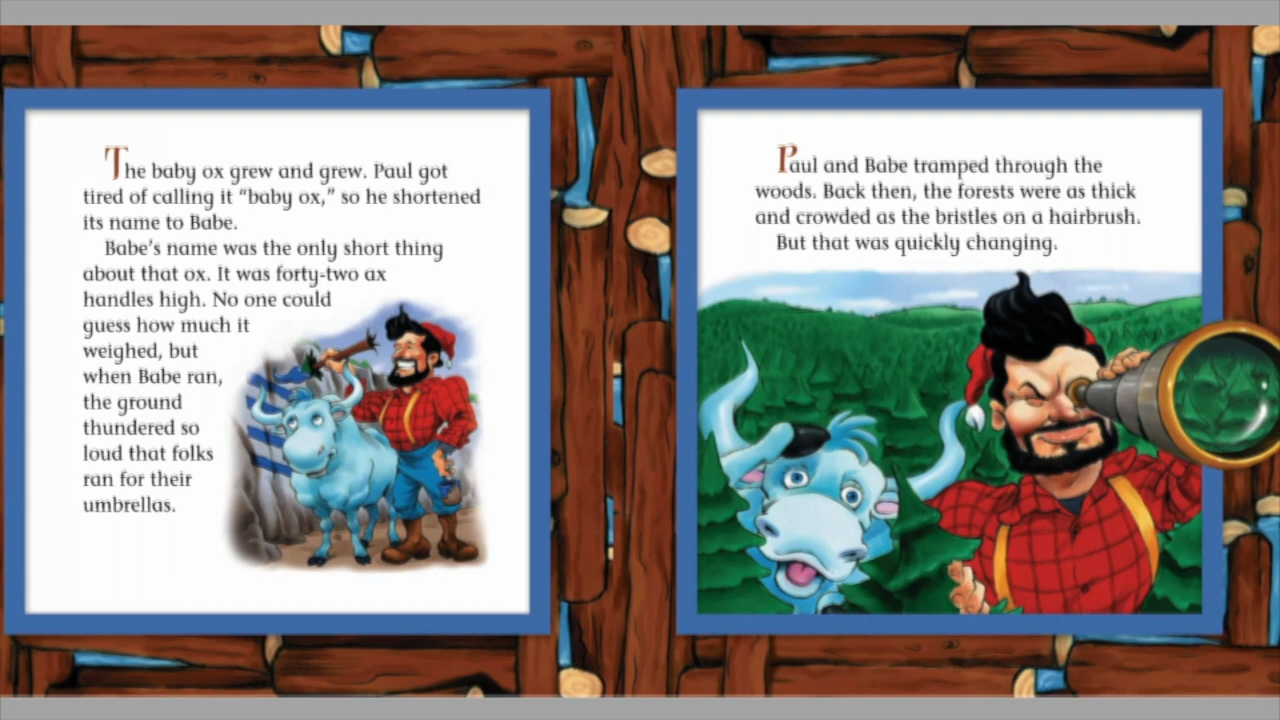 The baby ox grew and grew. Paul got
tired of calling it “baby ox,” so he shortened
its name to Babe.
Babe’s name was the only short thing
about that ox. It was forty-two ax
handles high. No one could
guess how much it
weighed, but
when Babe ran,
the ground
thundered so
loud that folks
ran for their
umbrellas.
Paul and Babe tramped through the
woods. Back then, the forests were as thick
and crowded as the bristles on a hairbrush.
But that was quickly changing.